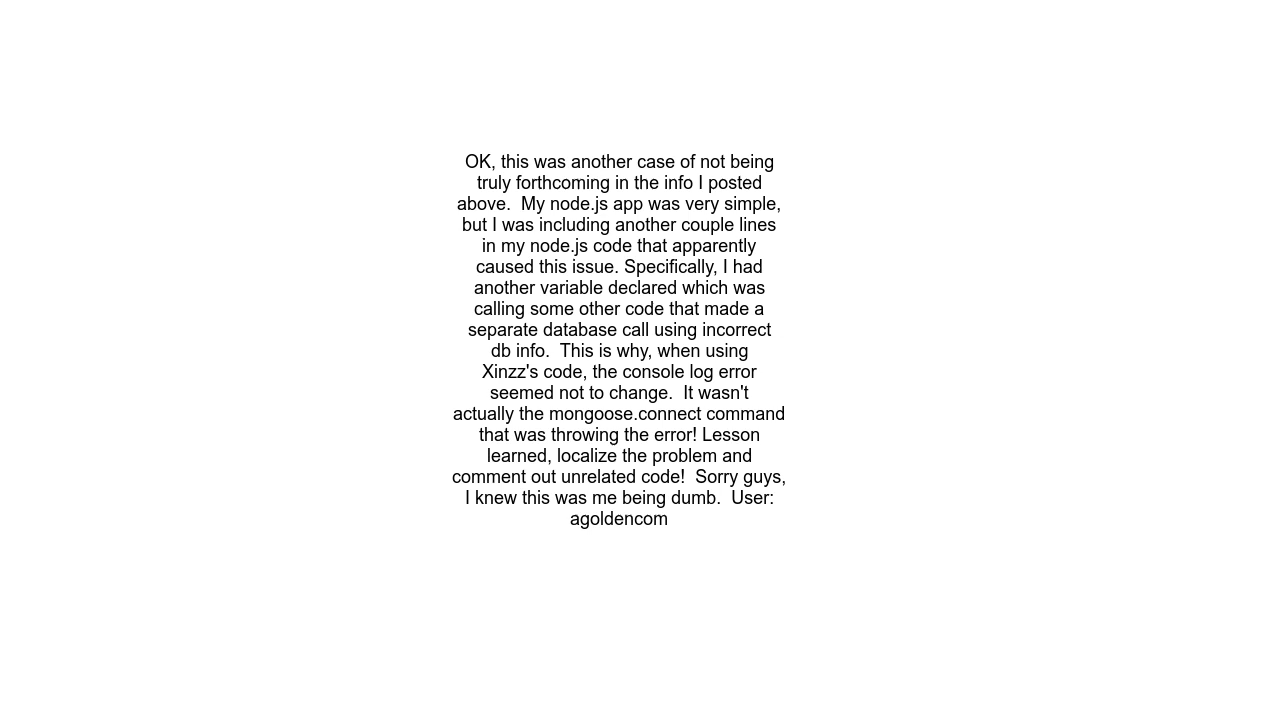 OK, this was another case of not being
truly forthcoming in the info I posted
above.  My node.js app was very simple,
but I was including another couple lines
in my node.js code that apparently
caused this issue. Specifically, I had
another variable declared which was
calling some other code that made a
separate database call using incorrect
db info.  This is why, when using
Xinzz's code, the console log error
seemed not to change.  It wasn't
actually the mongoose.connect command
that was throwing the error! Lesson
learned, localize the problem and
comment out unrelated code!  Sorry guys,
I knew this was me being dumb.  User:
agoldencom